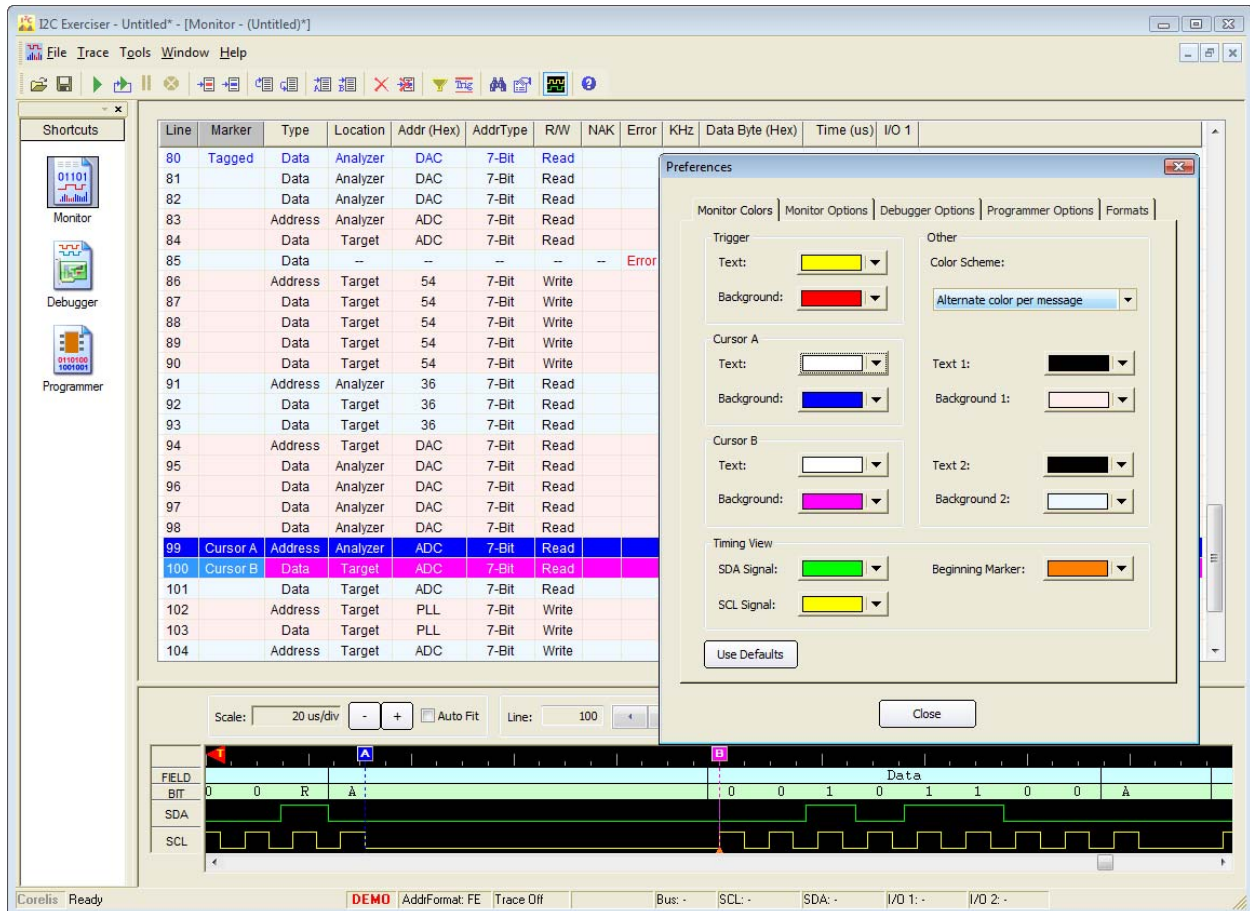 I2C Exerciser - Untitled* - [Monitor - (Untitled)*]
File Trace Tools Window Help
Shortcuts
Monitor
Debugger
Programmer
Line Marker Type Location Addr (Hex) AddrType R/W NAK Error KHz Data Byte (Hex) Time (us) I/O 1
80 Tagged Data Analyzer DAC 7-Bit Read
81 Data Analyzer DAC 7-Bit Read
82 Data Analyzer DAC 7-Bit Read
83 Address Analyzer ADC 7-Bit Read
84 Data Target ADC 7-Bit Read
85 Data -- -- -- -- -- Error
86 Address Target 54 7-Bit Write
87 Data Target 54 7-Bit Write
88 Data Target 54 7-Bit Write
89 Data Target 54 7-Bit Write
90 Data Target 54 7-Bit Write
91 Address Analyzer 36 7-Bit Read
92 Data Target 36 7-Bit Read
93 Data Target 36 7-Bit Read
94 Address Target DAC 7-Bit Read
95 Data Analyzer DAC 7-Bit Read
96 Data Analyzer DAC 7-Bit Read
97 Data Analyzer DAC 7-Bit Read
98 Data Analyzer DAC 7-Bit Read
99 Cursor A Address Analyzer ADC 7-Bit Read
100 Cursor B Data Target ADC 7-Bit Read
101 Data Target ADC 7-Bit Read
102 Address Target PLL 7-Bit Write
103 Data Target PLL 7-Bit Write
104 Address Target ADC 7-Bit Write
Preferences
Monitor Colors Monitor Options Debugger Options Programmer Options Formats
Trigger
Text:
Background:
Cursor A
Text:
Background:
Cursor B
Text:
Background:
Other
Color Scheme:
Alternate color per message
Text 1:
Background 1:
Text 2:
Background 2:
Timing View
SDA Signal:
Beginning Marker:
SCL Signal:
Use Defaults
Close
Scale: 20 us/div - + Auto Fit Line: 100
T A B
FIELD Data
BIT 0 0 R A 0 0 1 0 1 1 0 0 A
SDA
SCL
Corelis Ready DEMO AddrFormat: FE Trace Off Bus: - SCL: - SDA: - I/O 1: - I/O 2: -